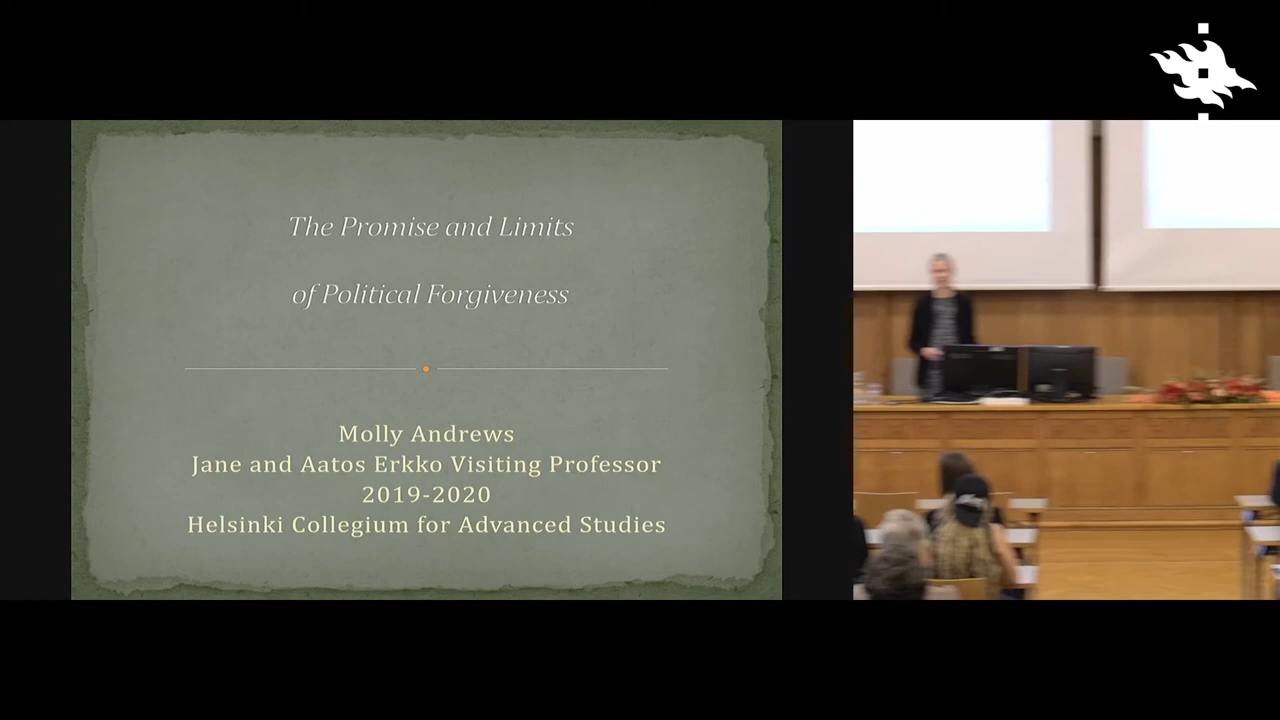 The Promise and Limits
of Political Forgiveness
Molly Andrews
Jane and Aatos Erkko Visiting Professor
2019-2020
Helsinki Collegium for Advanced Studies